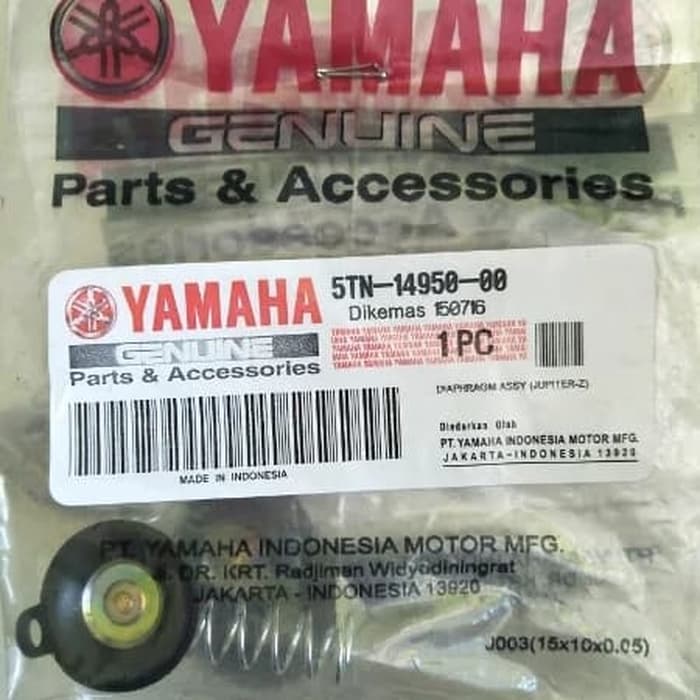 YAMAHA
GENUINE
Parts & Accessories
YAMAHA
GENUINE
Parts & Accessories
5TN-14950-00
Dikemas 150716
1 PC
DIAPHRAGM ASSY (JUPITER-Z)
Diedarkan Oleh
PT. YAMAHA INDONESIA MOTOR MFG.
JAKARTA-INDONESIA 13920
MADE IN INDONESIA
PT. YAMAHA INDONESIA MOTOR MFG.
DR. KRT. Radjiman Widyodiningrat
JAKARTA - INDONESIA 13920
J003(15x10x0.05)